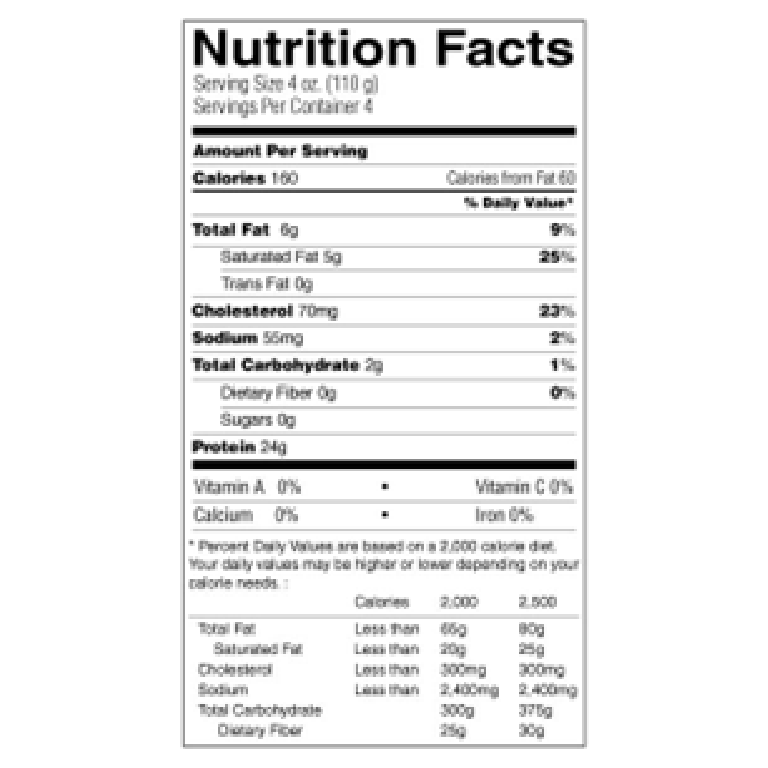 Nutrition Facts
Serving Size 4 oz. (110 g)
Servings Per Container 4
Amount Per Serving
Calories 160 Calories from Fat 60
% Daily Value*
Total Fat 6g 9%
Saturated Fat 5g 25%
Trans Fat 0g
Cholesterol 70mg 23%
Sodium 55mg 2%
Total Carbohydrate 2g 1%
Dietary Fiber 0g 0%
Sugars 0g
Protein 24g
Vitamin A 0% • Vitamin C 0%
Calcium 0% • Iron 0%
* Percent Daily Values are based on a 2,000 calorie diet.
Your daily values may be higher or lower depending on your
calorie needs. :
Calories 2,000 2,500
Total Fat Less than 65g 80g
Saturated Fat Less than 20g 25g
Cholesterol Less than 300mg 300mg
Sodium Less than 2,400mg 2,400mg
Total Carbohydrate 300g 375g
Dietary Fiber 25g 30g